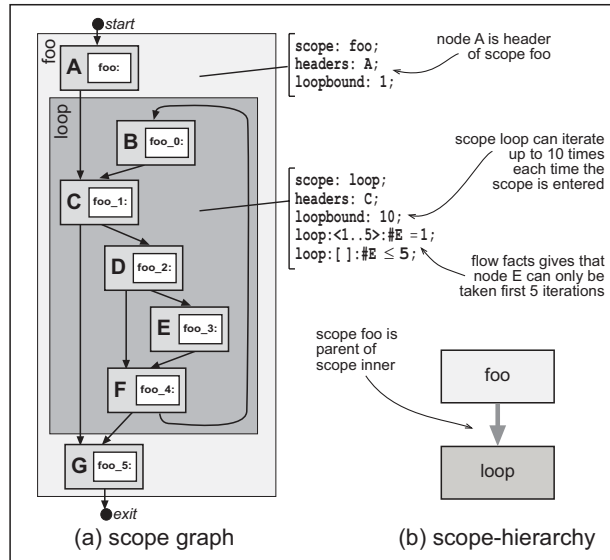 start
foo
A foo:
loop
B foo_0:
C foo_1:
D foo_2:
E foo_3:
F foo_4:
G foo_5:
exit
(a) scope graph
scope: foo;
headers: A;
loopbound: 1;
node A is header
of scope foo
scope loop can iterate
up to 10 times
each time the
scope is entered
scope: loop;
headers: C;
loopbound: 10;
loop:<1..5>:#E =1;
loop:[ ]:#E ≤ 5;
flow facts gives that
node E can only be
taken first 5 iterations
scope foo is
parent of
scope inner
foo
loop
(b) scope-hierarchy